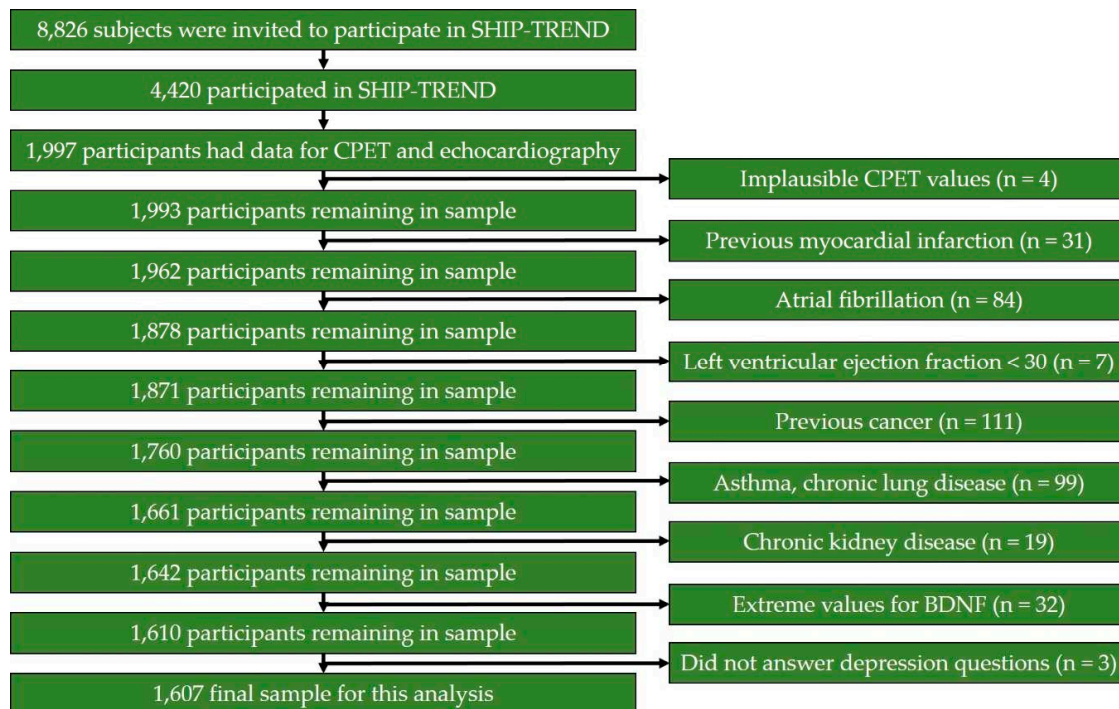 8,826 subjects were invited to participate in SHIP-TREND
4,420 participated in SHIP-TREND
1,997 participants had data for CPET and echocardiography
Implausible CPET values (n = 4)
1,993 participants remaining in sample
Previous myocardial infarction (n = 31)
1,962 participants remaining in sample
Atrial fibrillation (n = 84)
1,878 participants remaining in sample
Left ventricular ejection fraction < 30 (n = 7)
1,871 participants remaining in sample
Previous cancer (n = 111)
1,760 participants remaining in sample
Asthma, chronic lung disease (n = 99)
1,661 participants remaining in sample
Chronic kidney disease (n = 19)
1,642 participants remaining in sample
Extreme values for BDNF (n = 32)
1,610 participants remaining in sample
Did not answer depression questions (n = 3)
1,607 final sample for this analysis